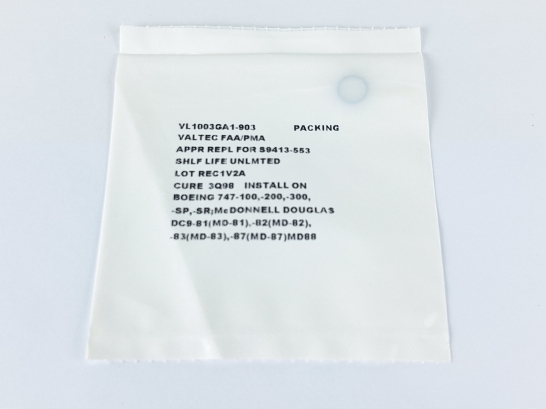 VL1003GA1-903 PACKING
VALTEC FAA/PMA
APPR REPL FOR S9413-553
SHLF LIFE UNLMTED
LOT REC1V2A
CURE 3Q98 INSTALL ON
BOEING 747-100,-200,-300,
-SP,-SR;McDONNELL DOUGLAS
DC9-81(MD-81),-82(MD-82),
-83(MD-83),-87(MD-87)MD88